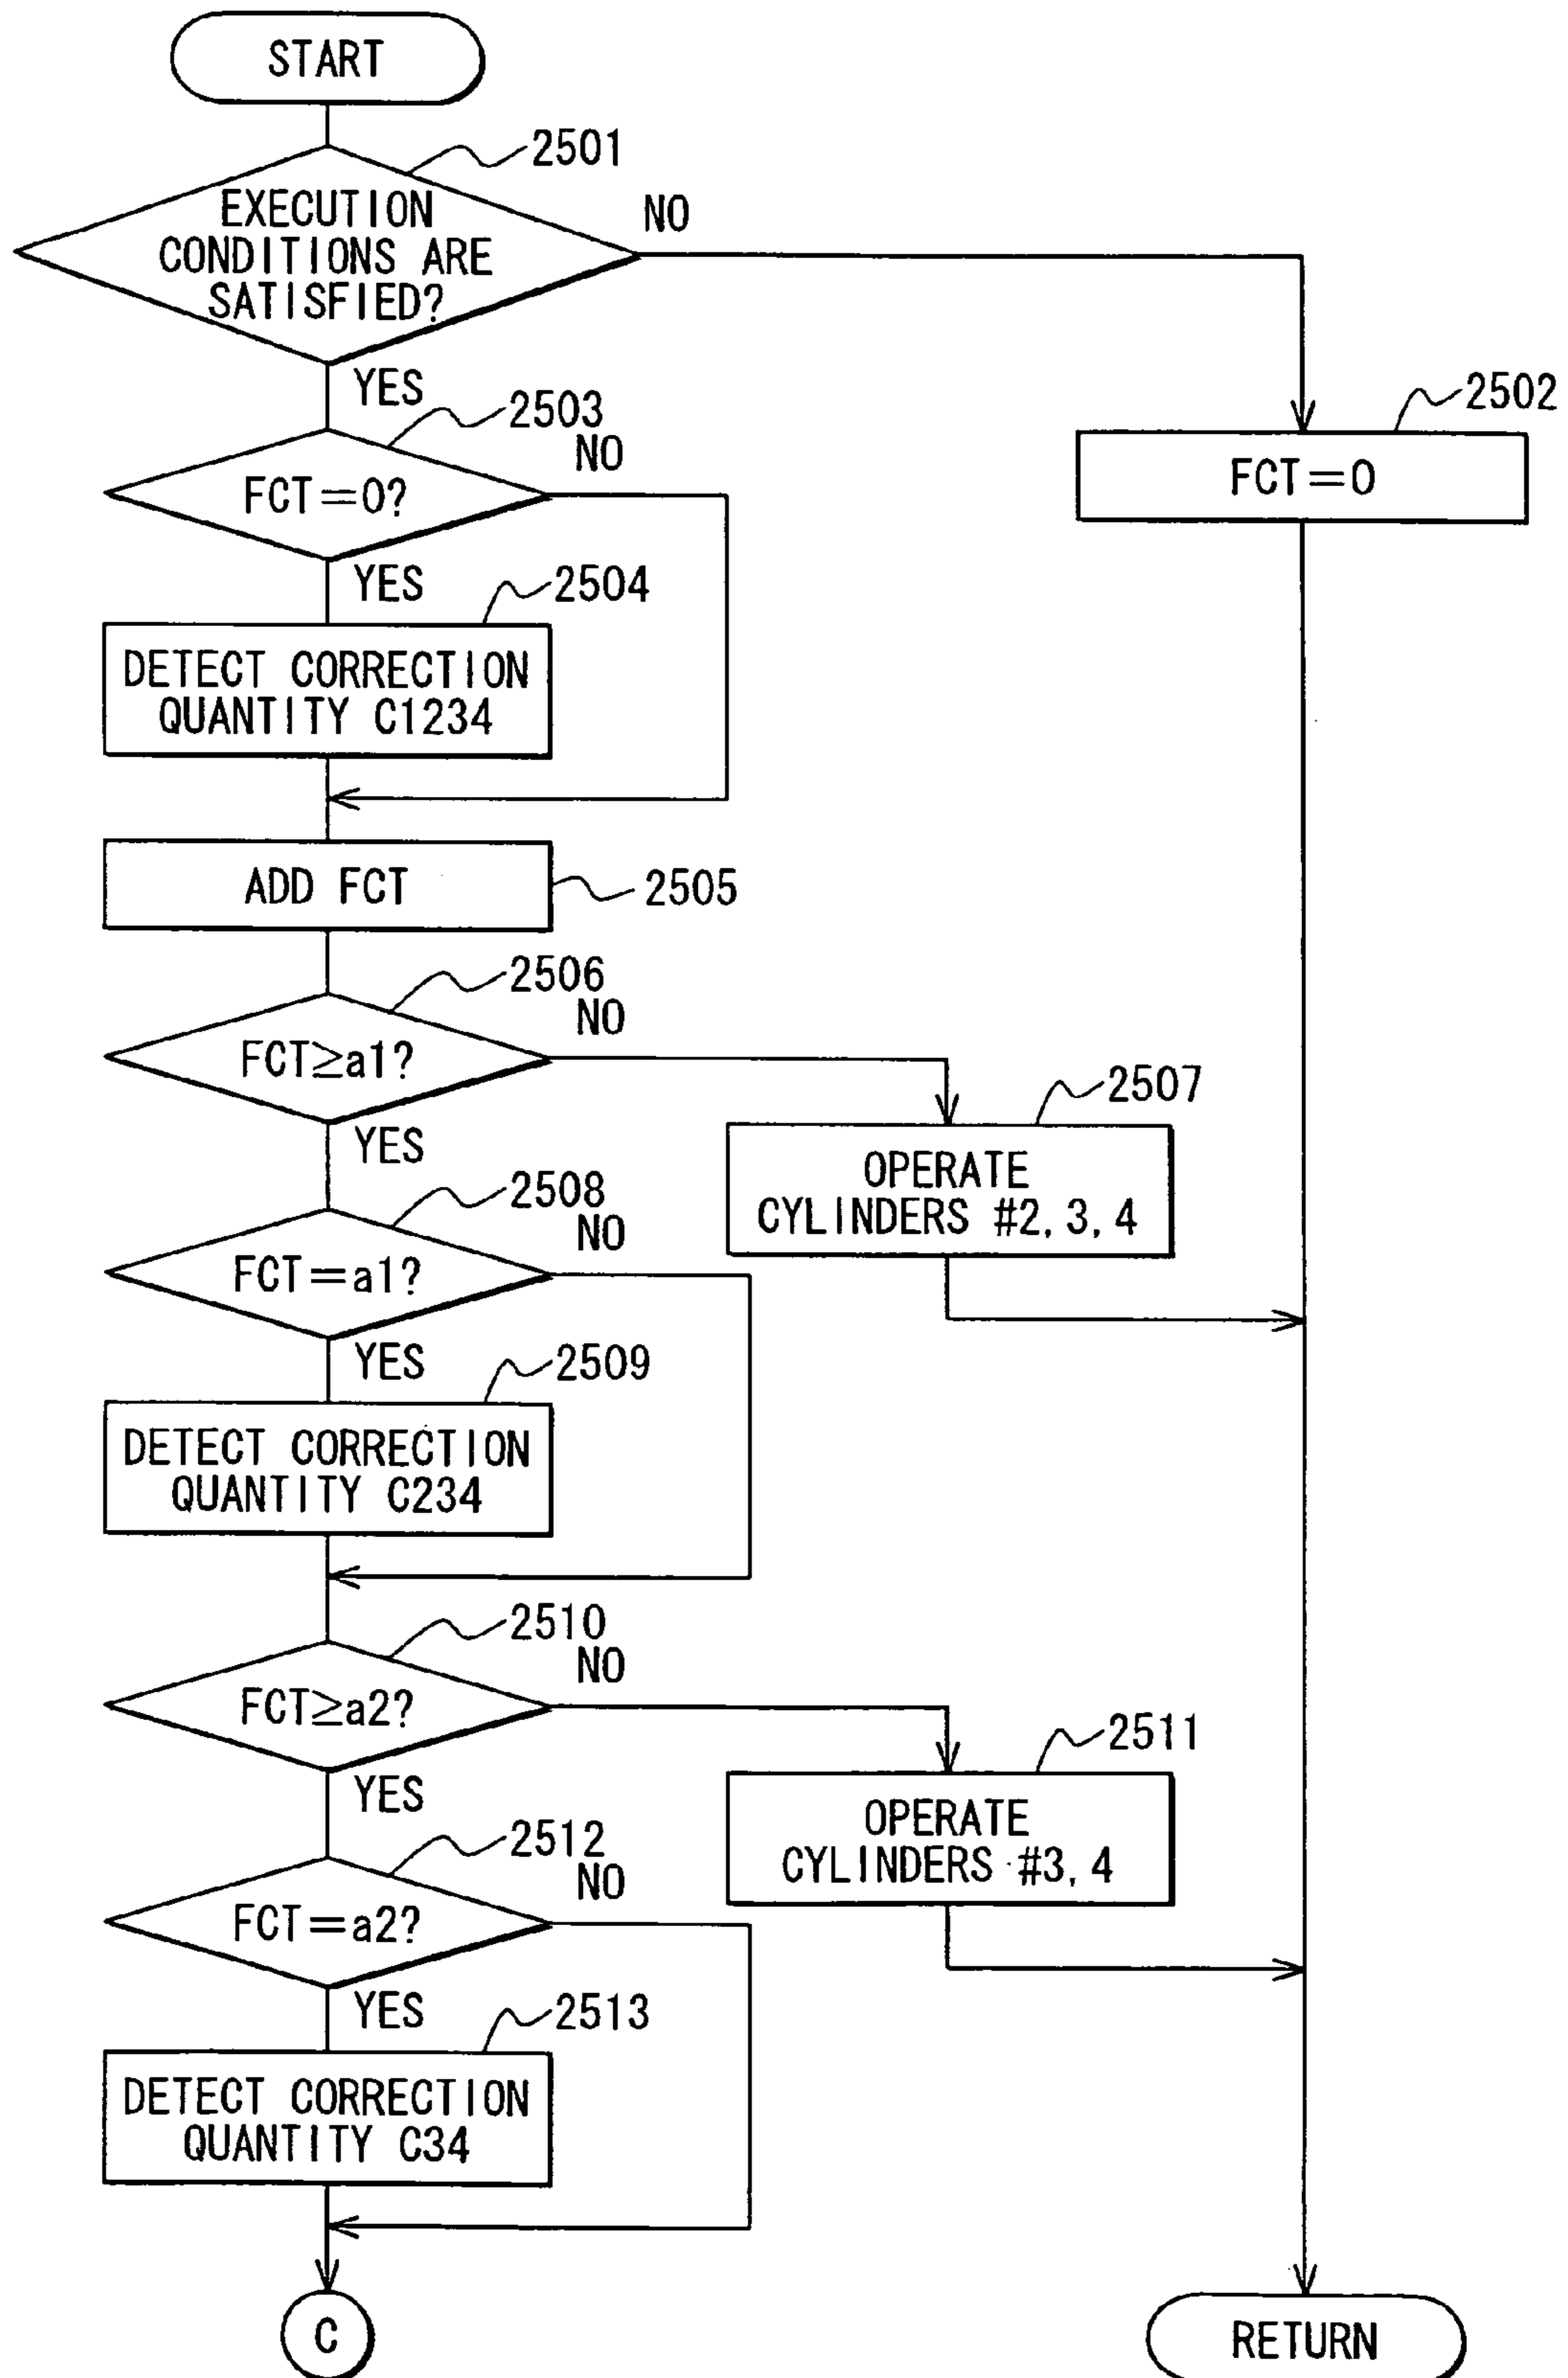 START
2501
EXECUTION
CONDITIONS ARE
SATISFIED?
NO
YES
2502
FCT=0
2503
NO
FCT=0?
YES
2504
DETECT CORRECTION
QUANTITY C1234
ADD FCT
2505
2506
NO
FCT≧a1?
YES
2507
OPERATE
CYLINDERS #2, 3, 4
2508
NO
FCT=a1?
YES
2509
DETECT CORRECTION
QUANTITY C234
2510
NO
FCT≧a2?
YES
2511
OPERATE
CYLINDERS #3, 4
2512
NO
FCT=a2?
YES
2513
DETECT CORRECTION
QUANTITY C34
C
RETURN